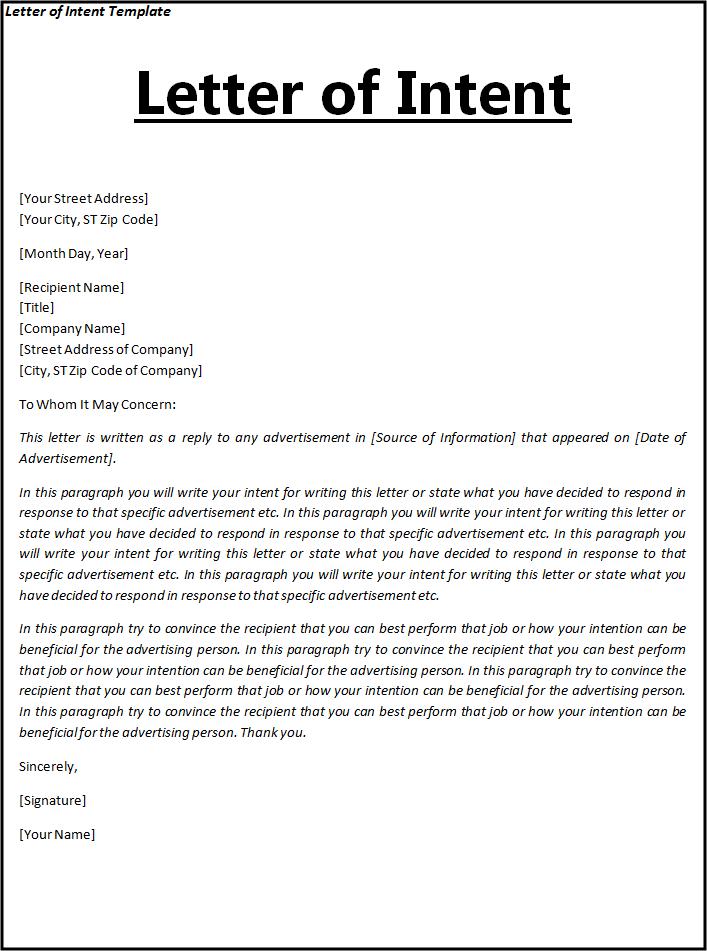 Letter of Intent Template
Letter of Intent
[Your Street Address]
[Your City, ST Zip Code]
[Month Day, Year]
[Recipient Name]
[Title]
[Company Name]
[Street Address of Company]
[City, ST Zip Code of Company]
To Whom It May Concern:
This letter is written as a reply to any advertisement in [Source of Information] that appeared on [Date of
Advertisement].
In this paragraph you will write your intent for writing this letter or state what you have decided to respond in
response to that specific advertisement etc. In this paragraph you will write your intent for writing this letter or
state what you have decided to respond in response to that specific advertisement etc. In this paragraph you
will write your intent for writing this letter or state what you have decided to respond in response to that
specific advertisement etc. In this paragraph you will write your intent for writing this letter or state what you
have decided to respond in response to that specific advertisement etc.
In this paragraph try to convince the recipient that you can best perform that job or how your intention can be
beneficial for the advertising person. In this paragraph try to convince the recipient that you can best perform
that job or how your intention can be beneficial for the advertising person. In this paragraph try to convince the
recipient that you can best perform that job or how your intention can be beneficial for the advertising person.
In this paragraph try to convince the recipient that you can best perform that job or how your intention can be
beneficial for the advertising person. Thank you.
Sincerely,
[Signature]
[Your Name]